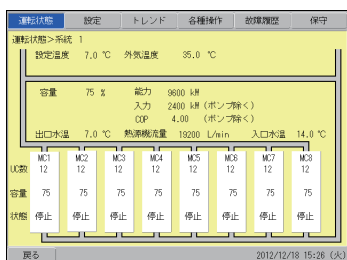 運転状態 設定 トレンド 各種操作 故障履歴 保守
運転状態>系統 1
設定温度 7.0 ℃ 外気温度 35.0 ℃
容量 75 % 能力 9600 kW
入力 2400 kW (ポンプ除く)
COP 4.00 (ポンプ除く)
出口水温 7.0 ℃ 熱源機流量 19200 L/min 入口水温 14.0 ℃
MC1 MC2 MC3 MC4 MC5 MC6 MC7 MC8
UC数 12 12 12 12 12 12 12 12
容量 75 75 75 75 75 75 75 75
状態 停止 停止 停止 停止 停止 停止 停止 停止
戻る 2012/12/18 15:26 (火)